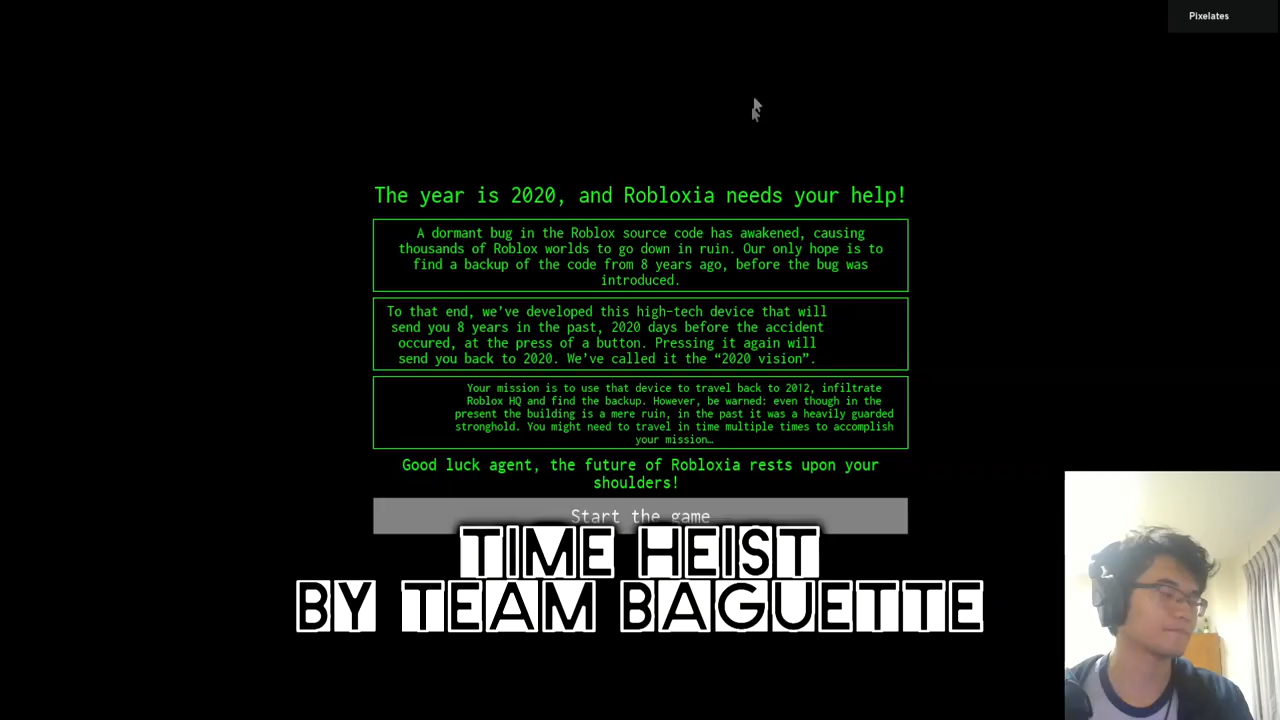 Pixelates
The year is 2020, and Robloxia needs your help!
A dormant bug in the Roblox source code has awakened, causing
thousands of Roblox worlds to go down in ruin. Our only hope is to
find a backup of the code from 8 years ago, before the bug was
introduced.
To that end, we've developed this high-tech device that will
send you 8 years in the past, 2020 days before the accident
occured, at the press of a button. Pressing it again will
send you back to 2020. We've called it the “2020 vision”.
Your mission is to use that device to travel back to 2012, infiltrate
Roblox HQ and find the backup. However, be warned: even though in the
present the building is a mere ruin, in the past it was a heavily guarded
stronghold. You might need to travel in time multiple times to accomplish
your mission…
Good luck agent, the future of Robloxia rests upon your
shoulders!
Start the game
TIME HEIST
BY TEAM BAGUETTE